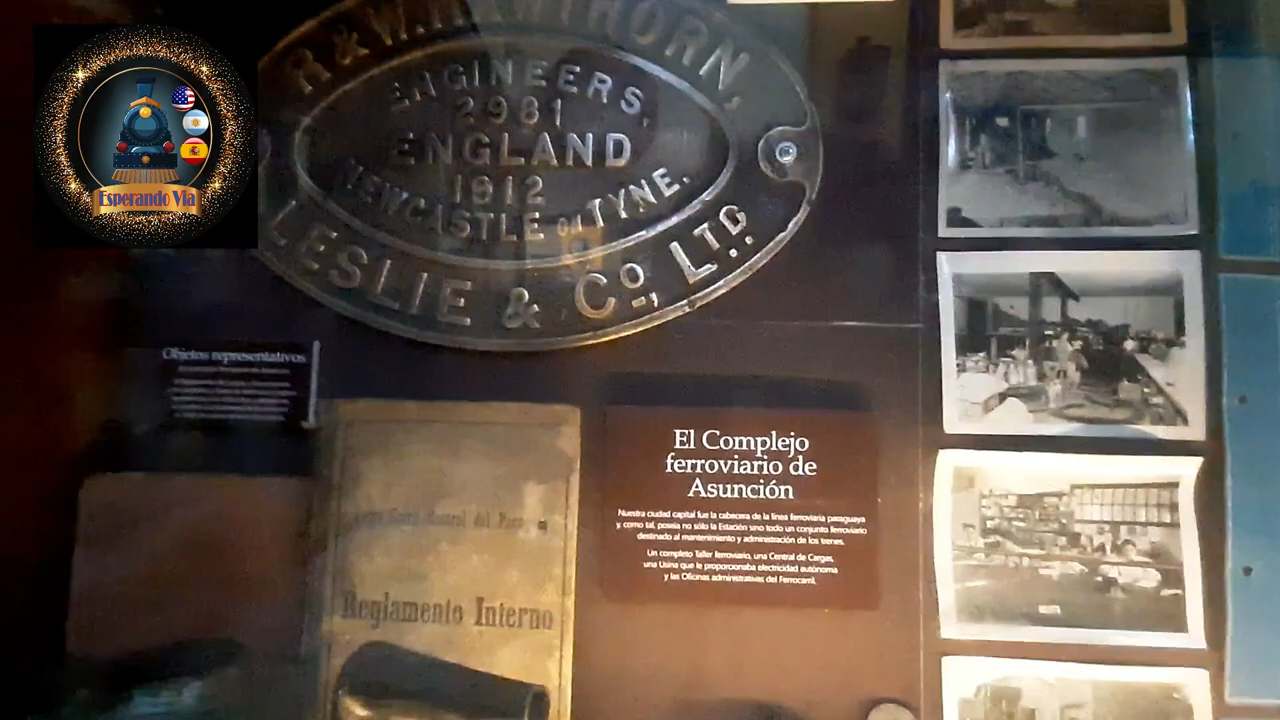 R & W. HAWTHORN,
ENGINEERS,
2981
ENGLAND
1912
NEWCASTLE ON TYNE.
LESLIE & Co, LTD.
Esperando Vía
Objetos representativos
El Complejo
ferroviario de
Asunción
Nuestra ciudad capital fue la cabecera de la línea ferroviaria paraguaya
y, como tal, poseía no sólo la Estación sino todo un conjunto ferroviario
destinado al mantenimiento y administración de los trenes.
Un completo Taller ferroviario, una Central de Cargas,
una Usina que le proporcionaba electricidad autónoma
y las Oficinas administrativas del Ferrocarril.
Central del
Reglamento Interno